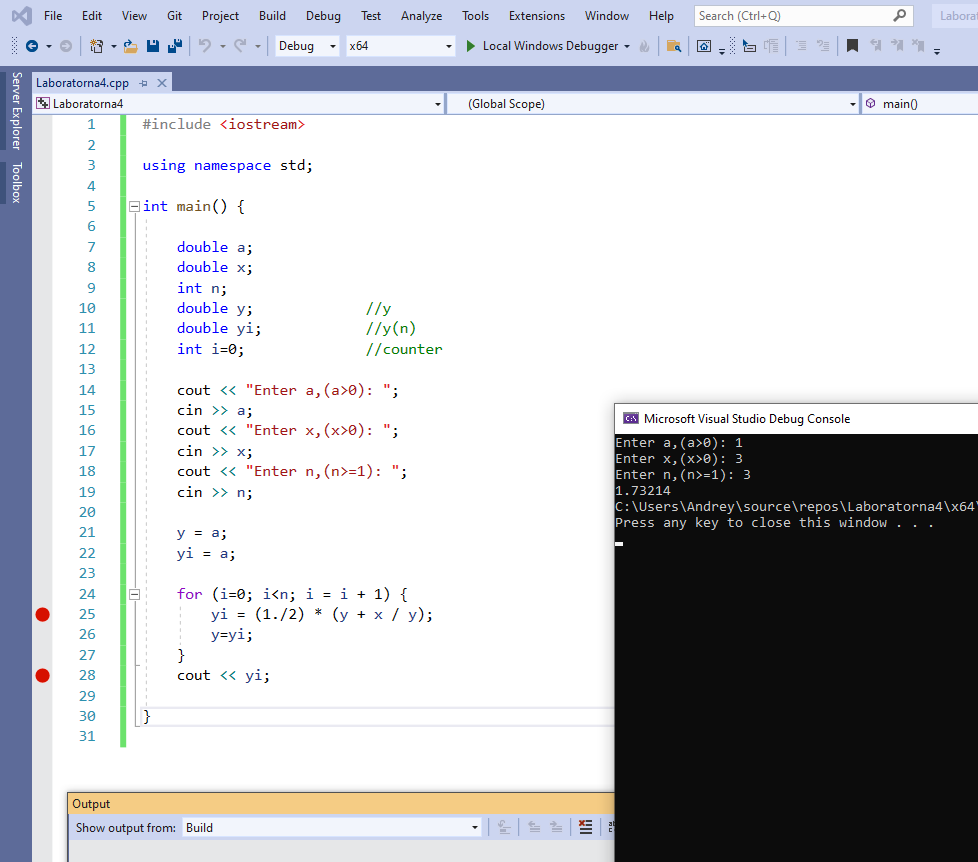 File Edit View Git Project Build Debug Test Analyze Tools Extensions Window Help Search (Ctrl+Q)
Debug x64 Local Windows Debugger
Server Explorer
Toolbox
Laboratorna4.cpp
Laboratorna4 (Global Scope) main()
1 #include <iostream>
2
3 using namespace std;
4
5 int main() {
6
7 double a;
8 double x;
9 int n;
10 double y; //y
11 double yi; //y(n)
12 int i=0; //counter
13
14 cout << "Enter a,(a>0): ";
15 cin >> a;
16 cout << "Enter x,(x>0): ";
17 cin >> x;
18 cout << "Enter n,(n>=1): ";
19 cin >> n;
20
21 y = a;
22 yi = a;
23
24 for (i=0; i<n; i = i + 1) {
25 yi = (1./2) * (y + x / y);
26 y=yi;
27 }
28 cout << yi;
29
30 }
31
Microsoft Visual Studio Debug Console
Enter a,(a>0): 1
Enter x,(x>0): 3
Enter n,(n>=1): 3
1.73214
C:\Users\Andrey\source\repos\Laboratorna4\x64\
Press any key to close this window . . .
Output
Show output from: Build